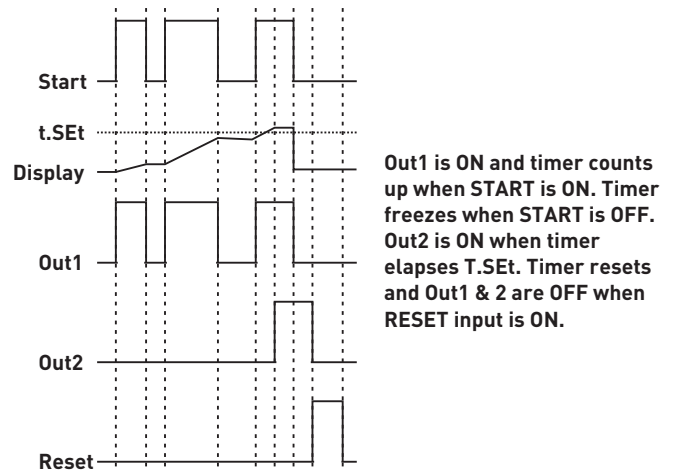 Start
t.SEt
Display
Out1
Out2
Reset
Out1 is ON and timer counts
up when START is ON. Timer
freezes when START is OFF.
Out2 is ON when timer
elapses T.SEt. Timer resets
and Out1 & 2 are OFF when
RESET input is ON.